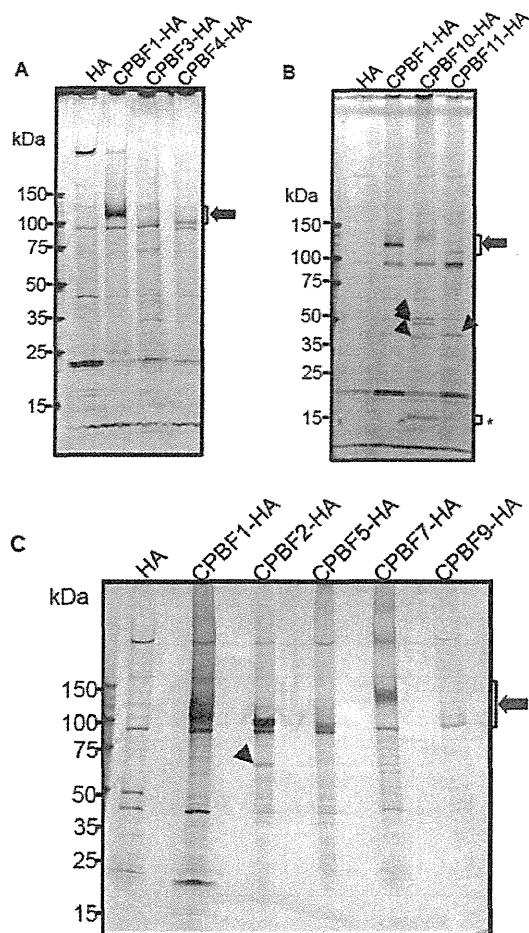 A
HA CPBF1-HA CPBF3-HA CPBF4-HA
kDa
150
100
75
50
35
25
15
B
HA CPBF1-HA CPBF10-HA CPBF11-HA
kDa
150
100
75
50
35
25
15
*
C
HA CPBF1-HA CPBF2-HA CPBF5-HA CPBF7-HA CPBF9-HA
kDa
150
100
75
50
35
25
15